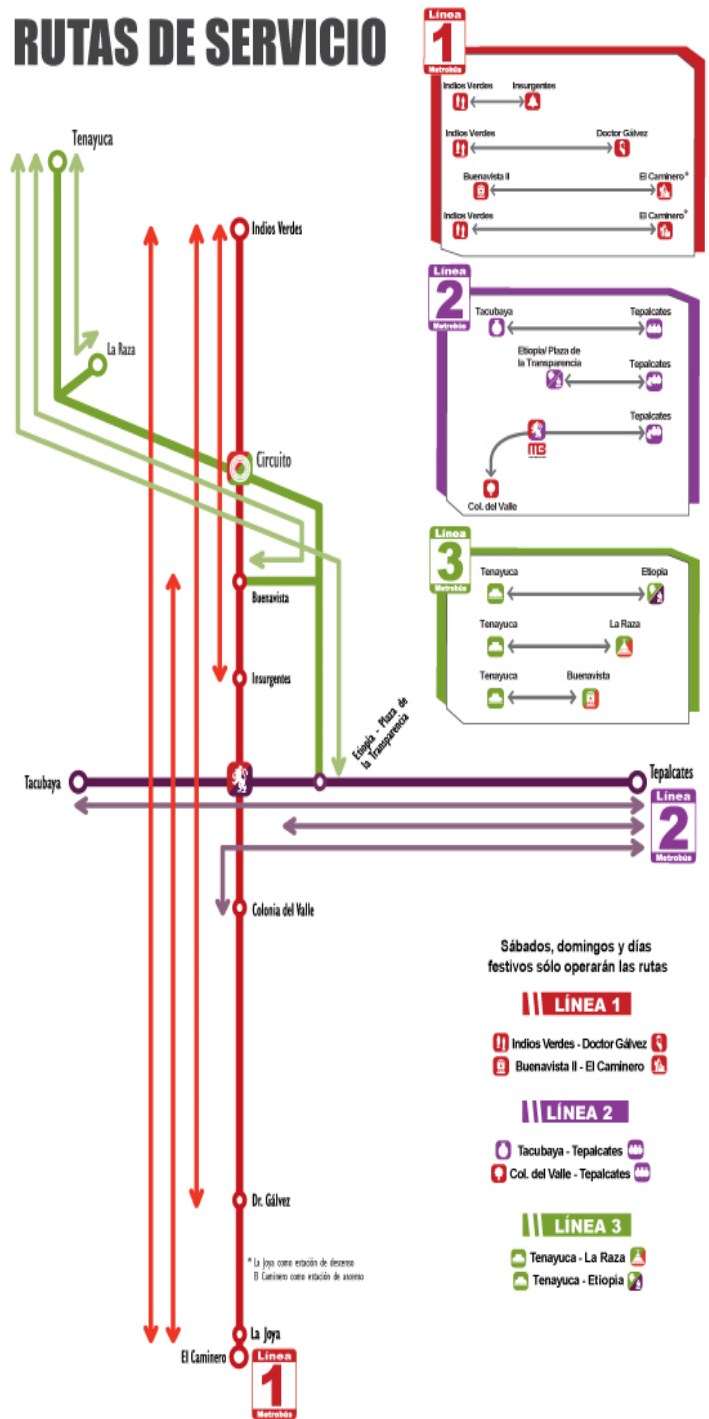 RUTAS DE SERVICIO
Línea
1
Metrobús
Indios Verdes
Insurgentes
Indios Verdes
Doctor Gálvez
Buenavista II
El Caminero*
Indios Verdes
El Caminero*
Línea
2
Metrobús
Tacubaya
Tepalcates
Etiopia/ Plaza de
la Transparencia
Tepalcates
Tepalcates
MB
Col. del Valle
Línea
3
Metrobús
Tenayuca
Etiopia
Tenayuca
La Raza
Tenayuca
Buenavista
Tenayuca
Indios Verdes
La Raza
Circuito
Buenavista
Insurgentes
Etiopía - Plaza de
la Transparencia
Tacubaya
Tepalcates
Línea
2
Metrobús
Colonia del Valle
Dr. Gálvez
* La Joya como estación de descenso
El Caminero como estación de ascenso
La Joya
El Caminero
Línea
1
Metrobús
Sábados, domingos y días
festivos sólo operarán las rutas
LÍNEA 1
Indios Verdes - Doctor Gálvez
Buenavista II - El Caminero
LÍNEA 2
Tacubaya - Tepalcates
Col. del Valle - Tepalcates
LÍNEA 3
Tenayuca - La Raza
Tenayuca - Etiopia